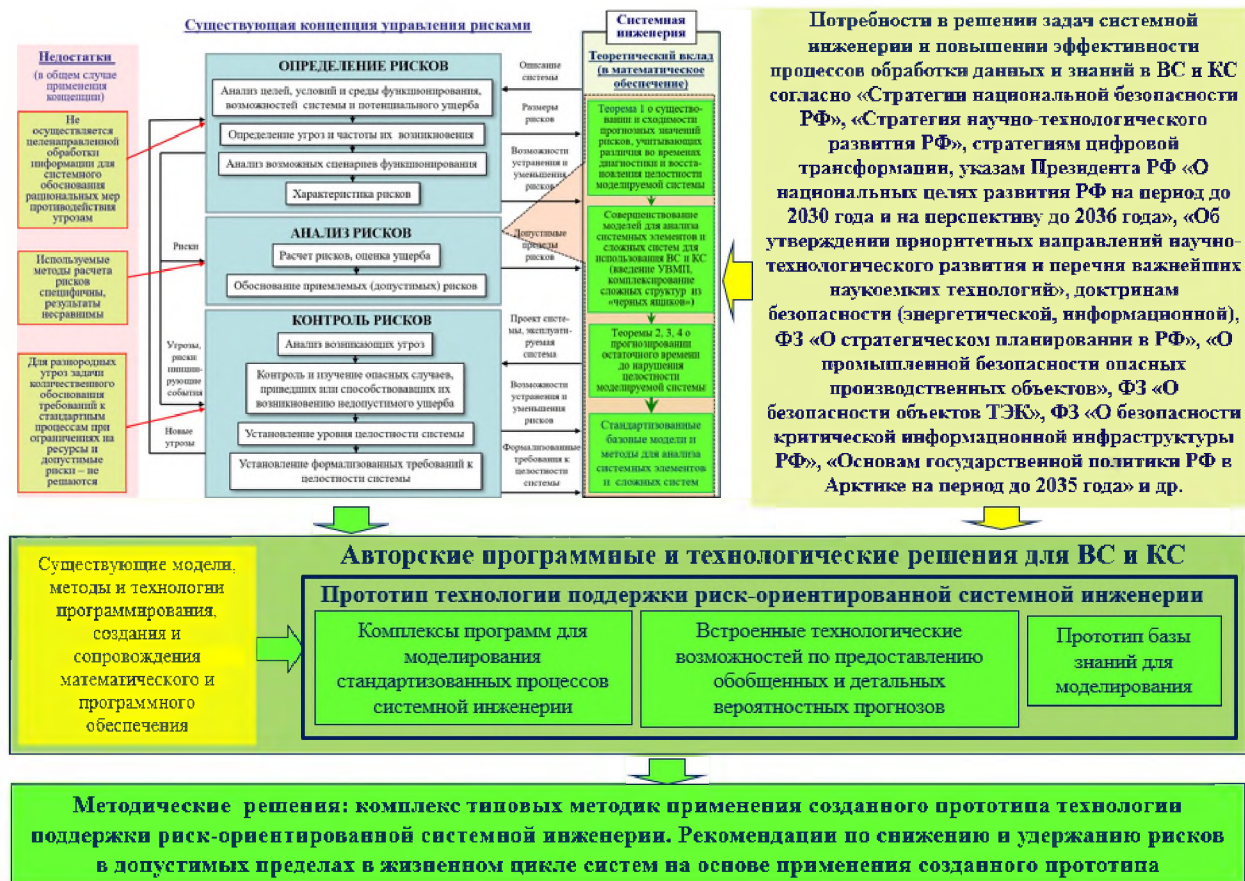 Существующая концепция управления рисками
Недостатки
(в общем случае
применения
концепции)
Не
осуществляется
целенаправленной
обработки
информации для
системного
обоснования
рациональных мер
противодействия
угрозам
Используемые
методы расчета
рисков
специфичны,
результаты
несравнимы
Для разнородных
угроз задачи
количественного
обоснования
требований к
стандартным
процессам при
ограничениях на
ресурсы и
допустимые
риски – не
решаются
Риски
Угрозы,
риски
иниции-
рующие
события
Новые
угрозы
ОПРЕДЕЛЕНИЕ РИСКОВ
Анализ целей, условий и среды функционирования,
возможностей системы и потенциального ущерба
Определение угроз и частоты их возникновения
Анализ возможных сценариев функционирования
Характеристика рисков
АНАЛИЗ РИСКОВ
Расчет рисков, оценка ущерба
Обоснование приемлемых (допустимых) рисков
КОНТРОЛЬ РИСКОВ
Анализ возникающих угроз
Контроль и изучение опасных случаев,
приведших или способствовавших их
возникновению недопустимого ущерба
Установление уровня целостности системы
Установление формализованных требований к
целостности системы
Описание
системы
Размеры
рисков
Возможности
устранения и
уменьшения
рисков
Допустимые
пределы
рисков
Проект систе-
мы, эксплуати-
руемая
система
Возможности
устранения и
уменьшения
рисков
Формализованные
требования к
целостности
системы
Системная
инженерия
Теоретический вклад
(в математическое
обеспечение)
Теорема 1 о существо-
вании и сходимости
прогнозных значений
рисков, учитывающих
различия во временах
диагностики и восста-
новления целостности
моделируемой системы
Совершенствование
моделей для анализа
системных элементов и
сложных систем для
использования ВС и КС
(введение УВМП,
комплексирование
сложных структур из
«черных ящиков»)
Теоремы 2, 3, 4 о
прогнозировании
остаточного времени
до нарушения
целостности
моделируемой системы
Стандартизованные
базовые модели и
методы для анализа
системных элементов
и сложных систем
Потребности в решении задач системной
инженерии и повышении эффективности
процессов обработки данных и знаний в ВС и КС
согласно «Стратегии национальной безопасности
РФ», «Стратегия научно-технологического
развития РФ», стратегиям цифровой
трансформации, указам Президента РФ «О
национальных целях развития РФ на период до
2030 года и на перспективу до 2036 года», «Об
утверждении приоритетных направлений научно-
технологического развития и перечня важнейших
наукоемких технологий», доктринам
безопасности (энергетической, информационной),
ФЗ «О стратегическом планировании в РФ», «О
промышленной безопасности опасных
производственных объектов», ФЗ «О
безопасности объектов ТЭК», ФЗ «О безопасности
критической информационной инфраструктуры
РФ», «Основам государственной политики РФ в
Арктике на период до 2035 года» и др.
Существующие модели,
методы и технологии
программирования,
создания и
сопровождения
математического и
программного
обеспечения
Авторские программные и технологические решения для ВС и КС
Прототип технологии поддержки риск-ориентированной системной инженерии
Комплексы программ для
моделирования
стандартизованных процессов
системной инженерии
Встроенные технологические
возможностей по предоставлению
обобщенных и детальных
вероятностных прогнозов
Прототип базы
знаний для
моделирования
Методические решения: комплекс типовых методик применения созданного прототипа технологии
поддержки риск-ориентированной системной инженерии. Рекомендации по снижению и удержанию рисков
в допустимых пределах в жизненном цикле систем на основе применения созданного прототипа